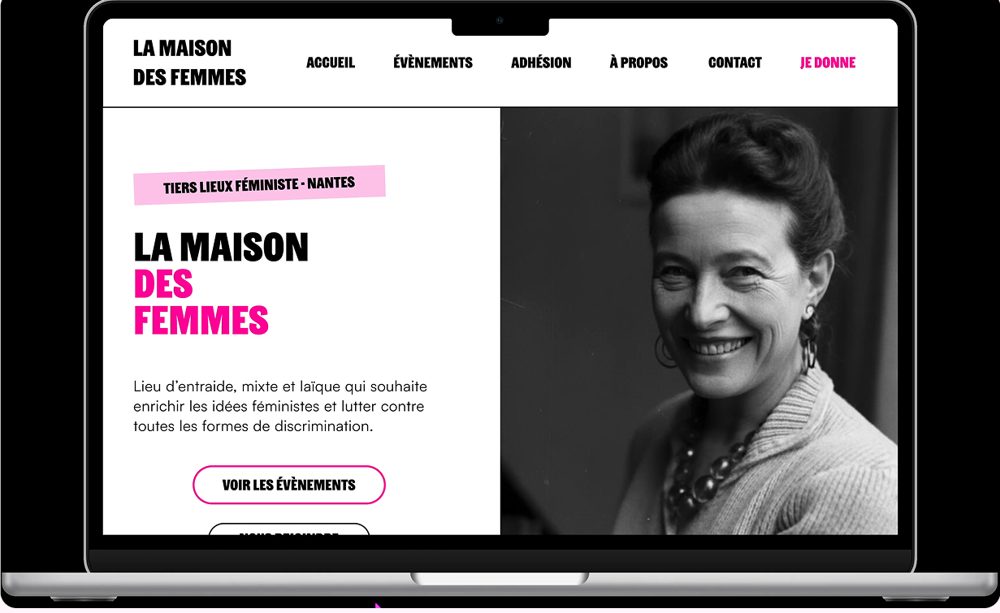 LA MAISON
DES FEMMES
ACCUEIL
ÉVÈNEMENTS
ADHÉSION
À PROPOS
CONTACT
JE DONNE
TIERS LIEUX FÉMINISTE - NANTES
LA MAISON
DES
FEMMES
Lieu d’entraide, mixte et laïque qui souhaite
enrichir les idées féministes et lutter contre
toutes les formes de discrimination.
VOIR LES ÉVÈNEMENTS